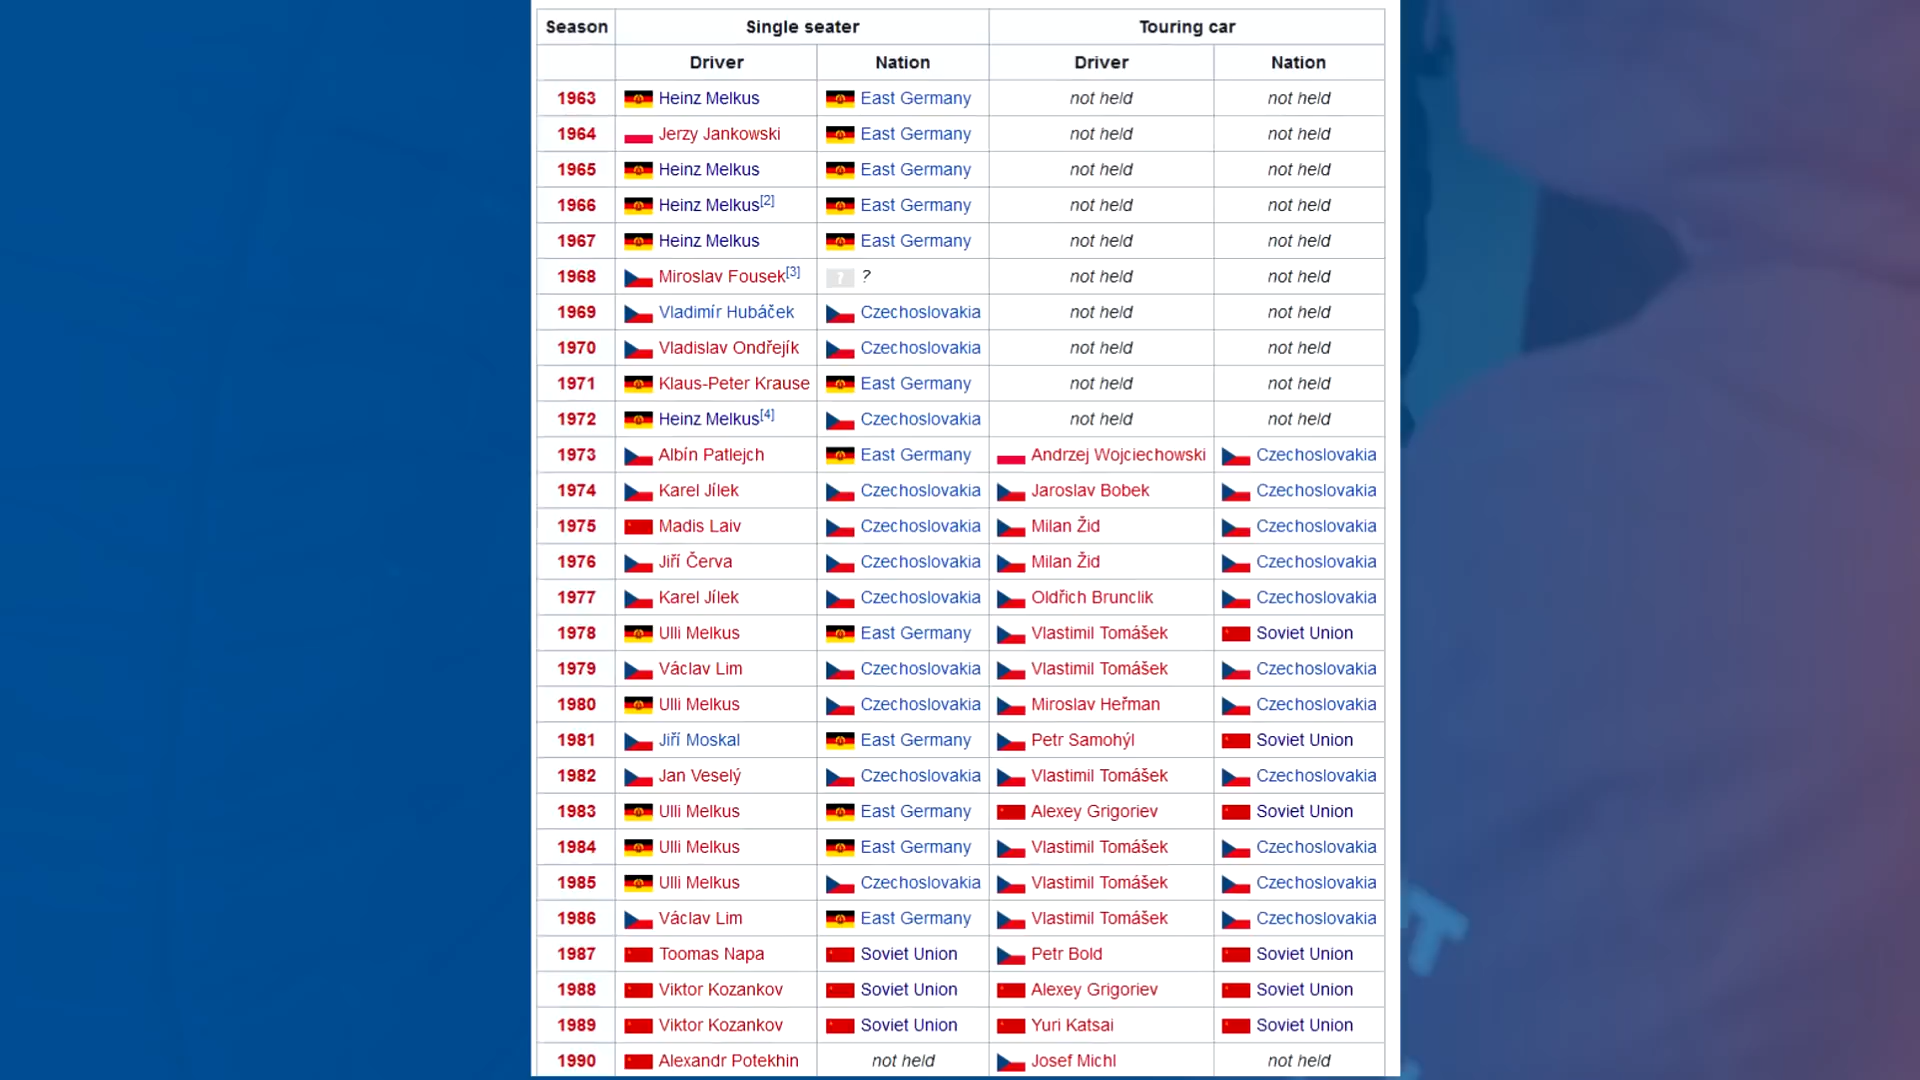 Season Single seater Touring car
Driver Nation Driver Nation
1963 Heinz Melkus East Germany not held not held
1964 Jerzy Jankowski East Germany not held not held
1965 Heinz Melkus East Germany not held not held
1966 Heinz Melkus[2] East Germany not held not held
1967 Heinz Melkus East Germany not held not held
1968 Miroslav Fousek[3] ? ? not held not held
1969 Vladimír Hubáček Czechoslovakia not held not held
1970 Vladislav Ondřejík Czechoslovakia not held not held
1971 Klaus-Peter Krause East Germany not held not held
1972 Heinz Melkus[4] Czechoslovakia not held not held
1973 Albín Patlejch East Germany Andrzej Wojciechowski Czechoslovakia
1974 Karel Jílek Czechoslovakia Jaroslav Bobek Czechoslovakia
1975 Madis Laiv Czechoslovakia Milan Žid Czechoslovakia
1976 Jiří Červa Czechoslovakia Milan Žid Czechoslovakia
1977 Karel Jílek Czechoslovakia Oldřich Brunclik Czechoslovakia
1978 Ulli Melkus East Germany Vlastimil Tomášek Soviet Union
1979 Václav Lim Czechoslovakia Vlastimil Tomášek Czechoslovakia
1980 Ulli Melkus Czechoslovakia Miroslav Heřman Czechoslovakia
1981 Jiří Moskal East Germany Petr Samohýl Soviet Union
1982 Jan Veselý Czechoslovakia Vlastimil Tomášek Czechoslovakia
1983 Ulli Melkus East Germany Alexey Grigoriev Soviet Union
1984 Ulli Melkus East Germany Vlastimil Tomášek Czechoslovakia
1985 Ulli Melkus Czechoslovakia Vlastimil Tomášek Czechoslovakia
1986 Václav Lim East Germany Vlastimil Tomášek Czechoslovakia
1987 Toomas Napa Soviet Union Petr Bold Soviet Union
1988 Viktor Kozankov Soviet Union Alexey Grigoriev Soviet Union
1989 Viktor Kozankov Soviet Union Yuri Katsai Soviet Union
1990 Alexandr Potekhin not held Josef Michl not held